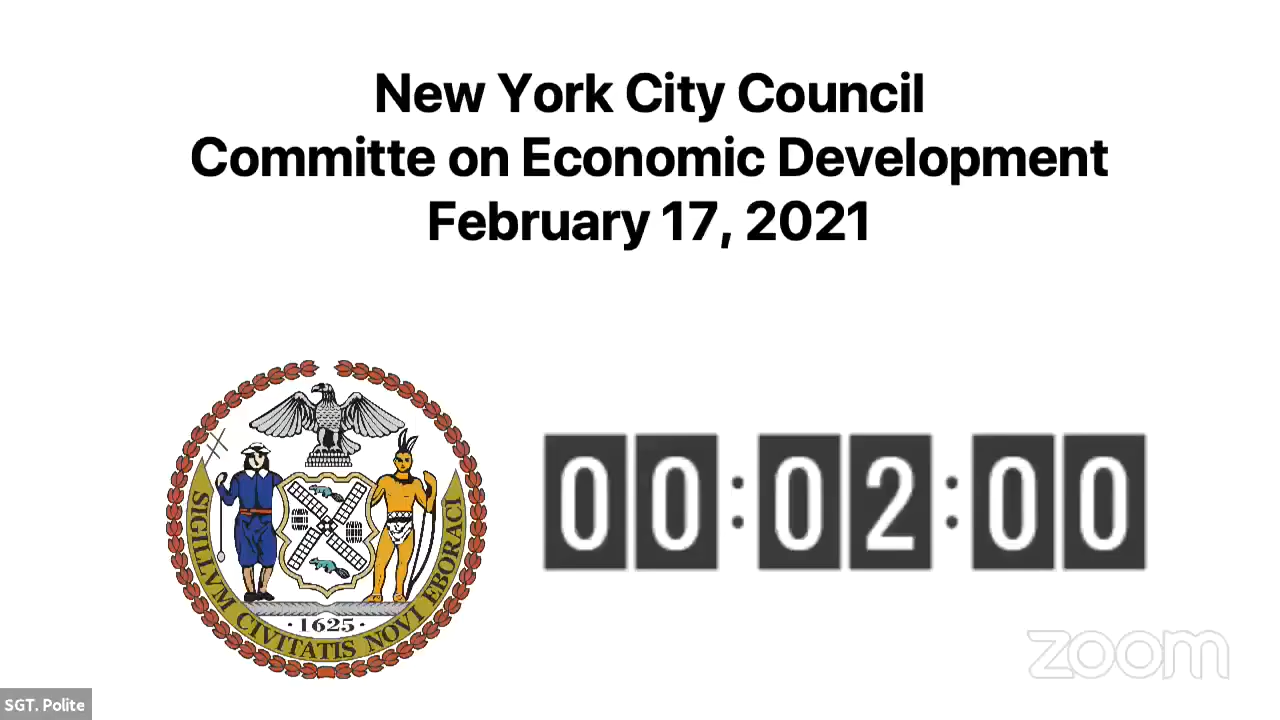 New York City Council
Committe on Economic Development
February 17, 2021
00:02:00
SIGILLVM CIVITATIS NOVI EBORACI
· 1625 ·
zoom
SGT. Polite